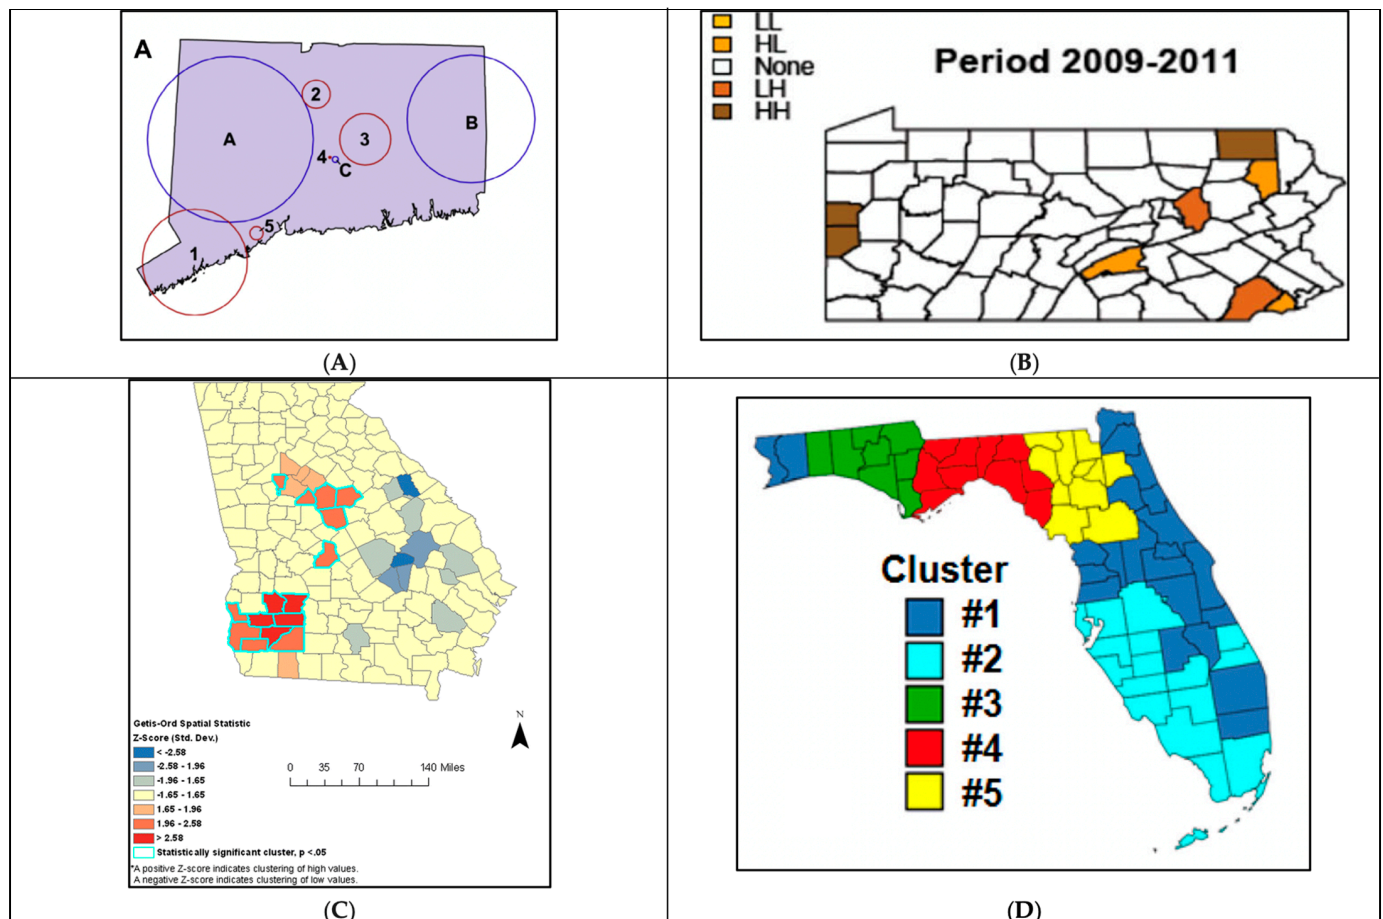 A
2
A
B
3
4
C
5
1
(A)
LL
HL
None
LH
HH
Period 2009-2011
(B)
Getis-Ord Spatial Statistic
Z-Score (Std. Dev.)
< -2.58
-2.58 - 1.96
-1.96 - 1.65
-1.65 - 1.65
1.65 - 1.96
1.96 - 2.58
> 2.58
Statistically significant cluster, p <.05
*A positive Z-score indicates clustering of high values.
A negative Z-score indicates clustering of low values.
N
0 35 70 140 Miles
(C)
Cluster
#1
#2
#3
#4
#5
(D)